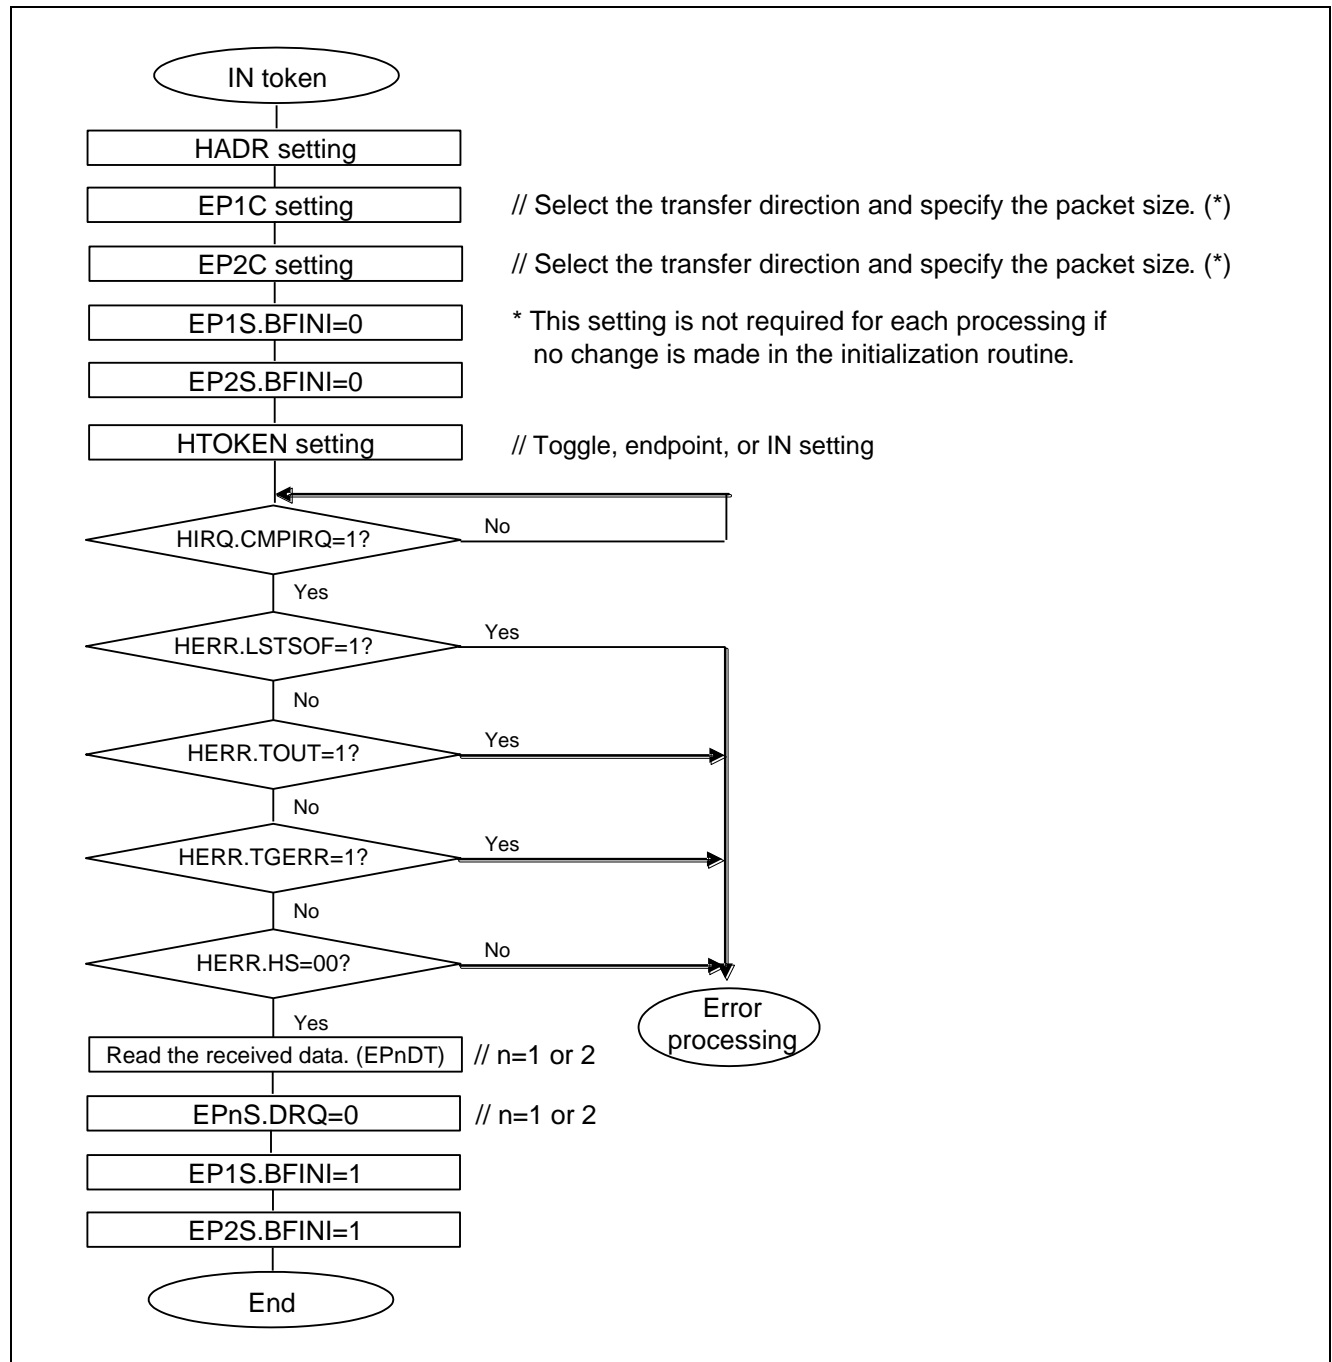 IN token
HADR setting
EP1C setting // Select the transfer direction and specify the packet size. (*)
EP2C setting // Select the transfer direction and specify the packet size. (*)
EP1S.BFINI=0 * This setting is not required for each processing if
no change is made in the initialization routine.
EP2S.BFINI=0
HTOKEN setting // Toggle, endpoint, or IN setting
HIRQ.CMPIRQ=1? No
Yes
HERR.LSTSOF=1? Yes
No
HERR.TOUT=1? Yes
No
HERR.TGERR=1? Yes
No
HERR.HS=00? No
Yes
Error
processing
Read the received data. (EPnDT) // n=1 or 2
EPnS.DRQ=0 // n=1 or 2
EP1S.BFINI=1
EP2S.BFINI=1
End